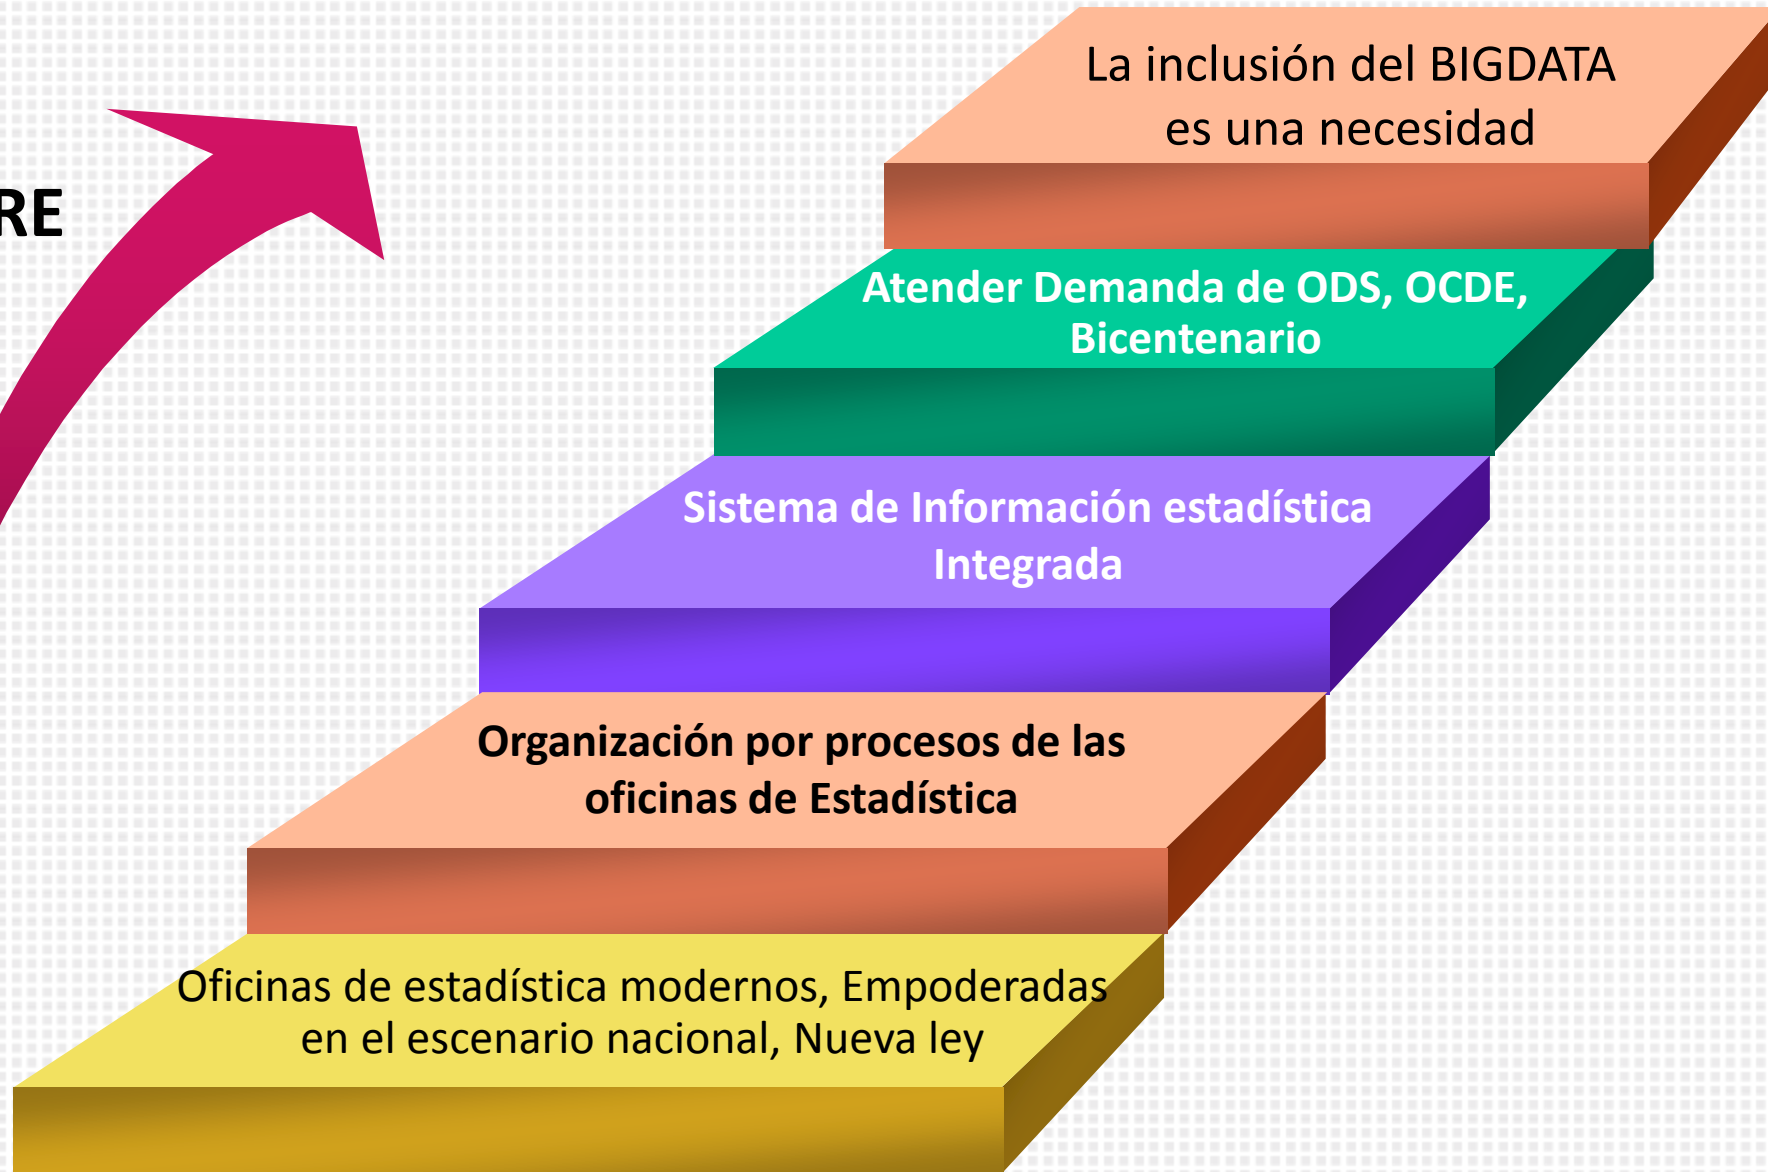 La inclusión del BIGDATA
es una necesidad
RE
Atender Demanda de ODS, OCDE,
Bicentenario
Sistema de Información estadística
Integrada
Organización por procesos de las
oficinas de Estadística
Oficinas de estadística modernos, Empoderadas
en el escenario nacional, Nueva ley